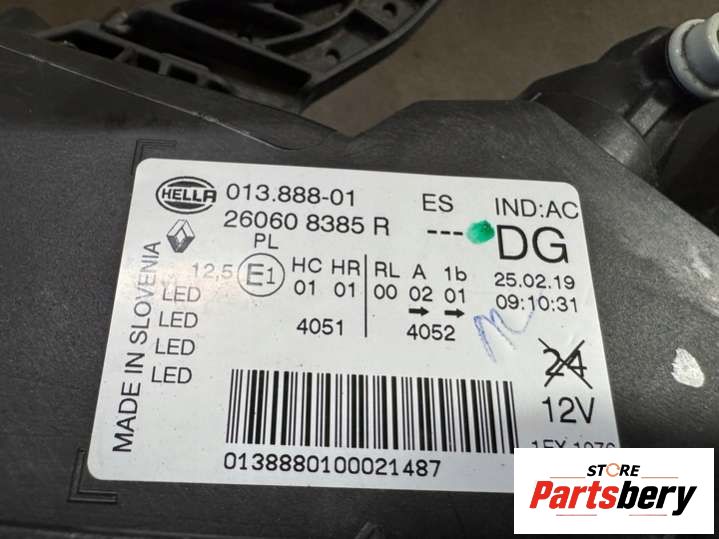 HELLA 013.888-01 ES IND:AC
26060 8385 R --- DG
PL
12,5 E1 HC HR RL A 1b 25.02.19
LED 01 01 00 02 01 09:10:31
LED 4051 4052
LED
LED
24
12V
MADE IN SLOVENIA
0138880100021487
STORE
Partsbery